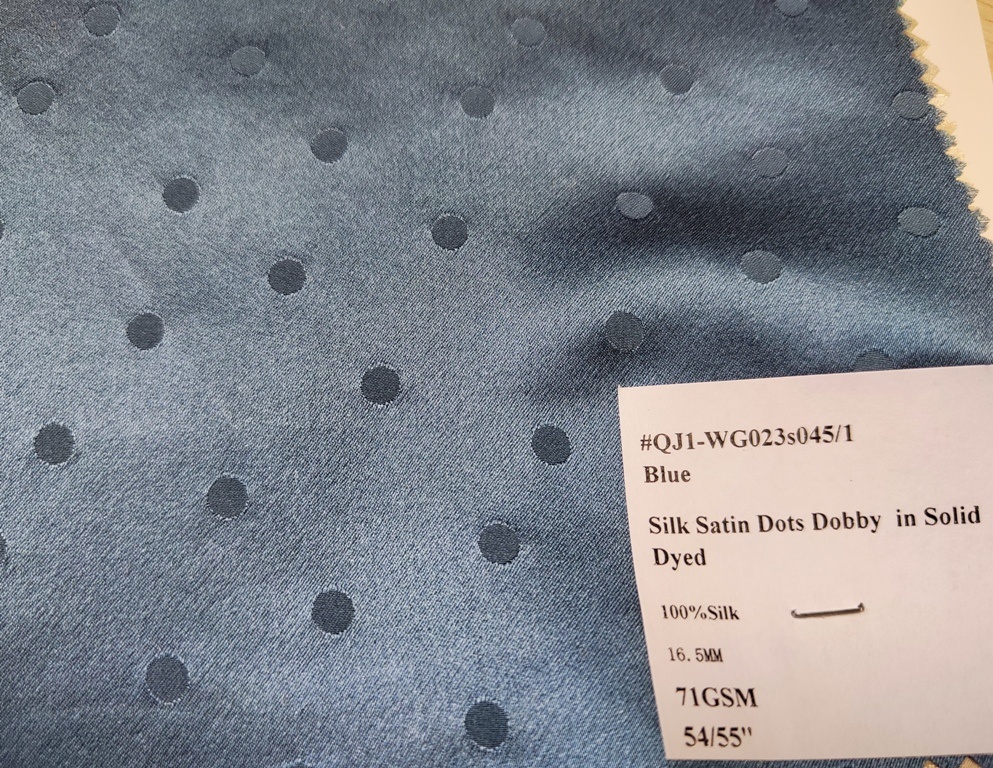 #QJ1-WG023s045/1
Blue
Silk Satin Dots Dobby in Solid
Dyed
100%Silk
16.5MM
71GSM
54/55"